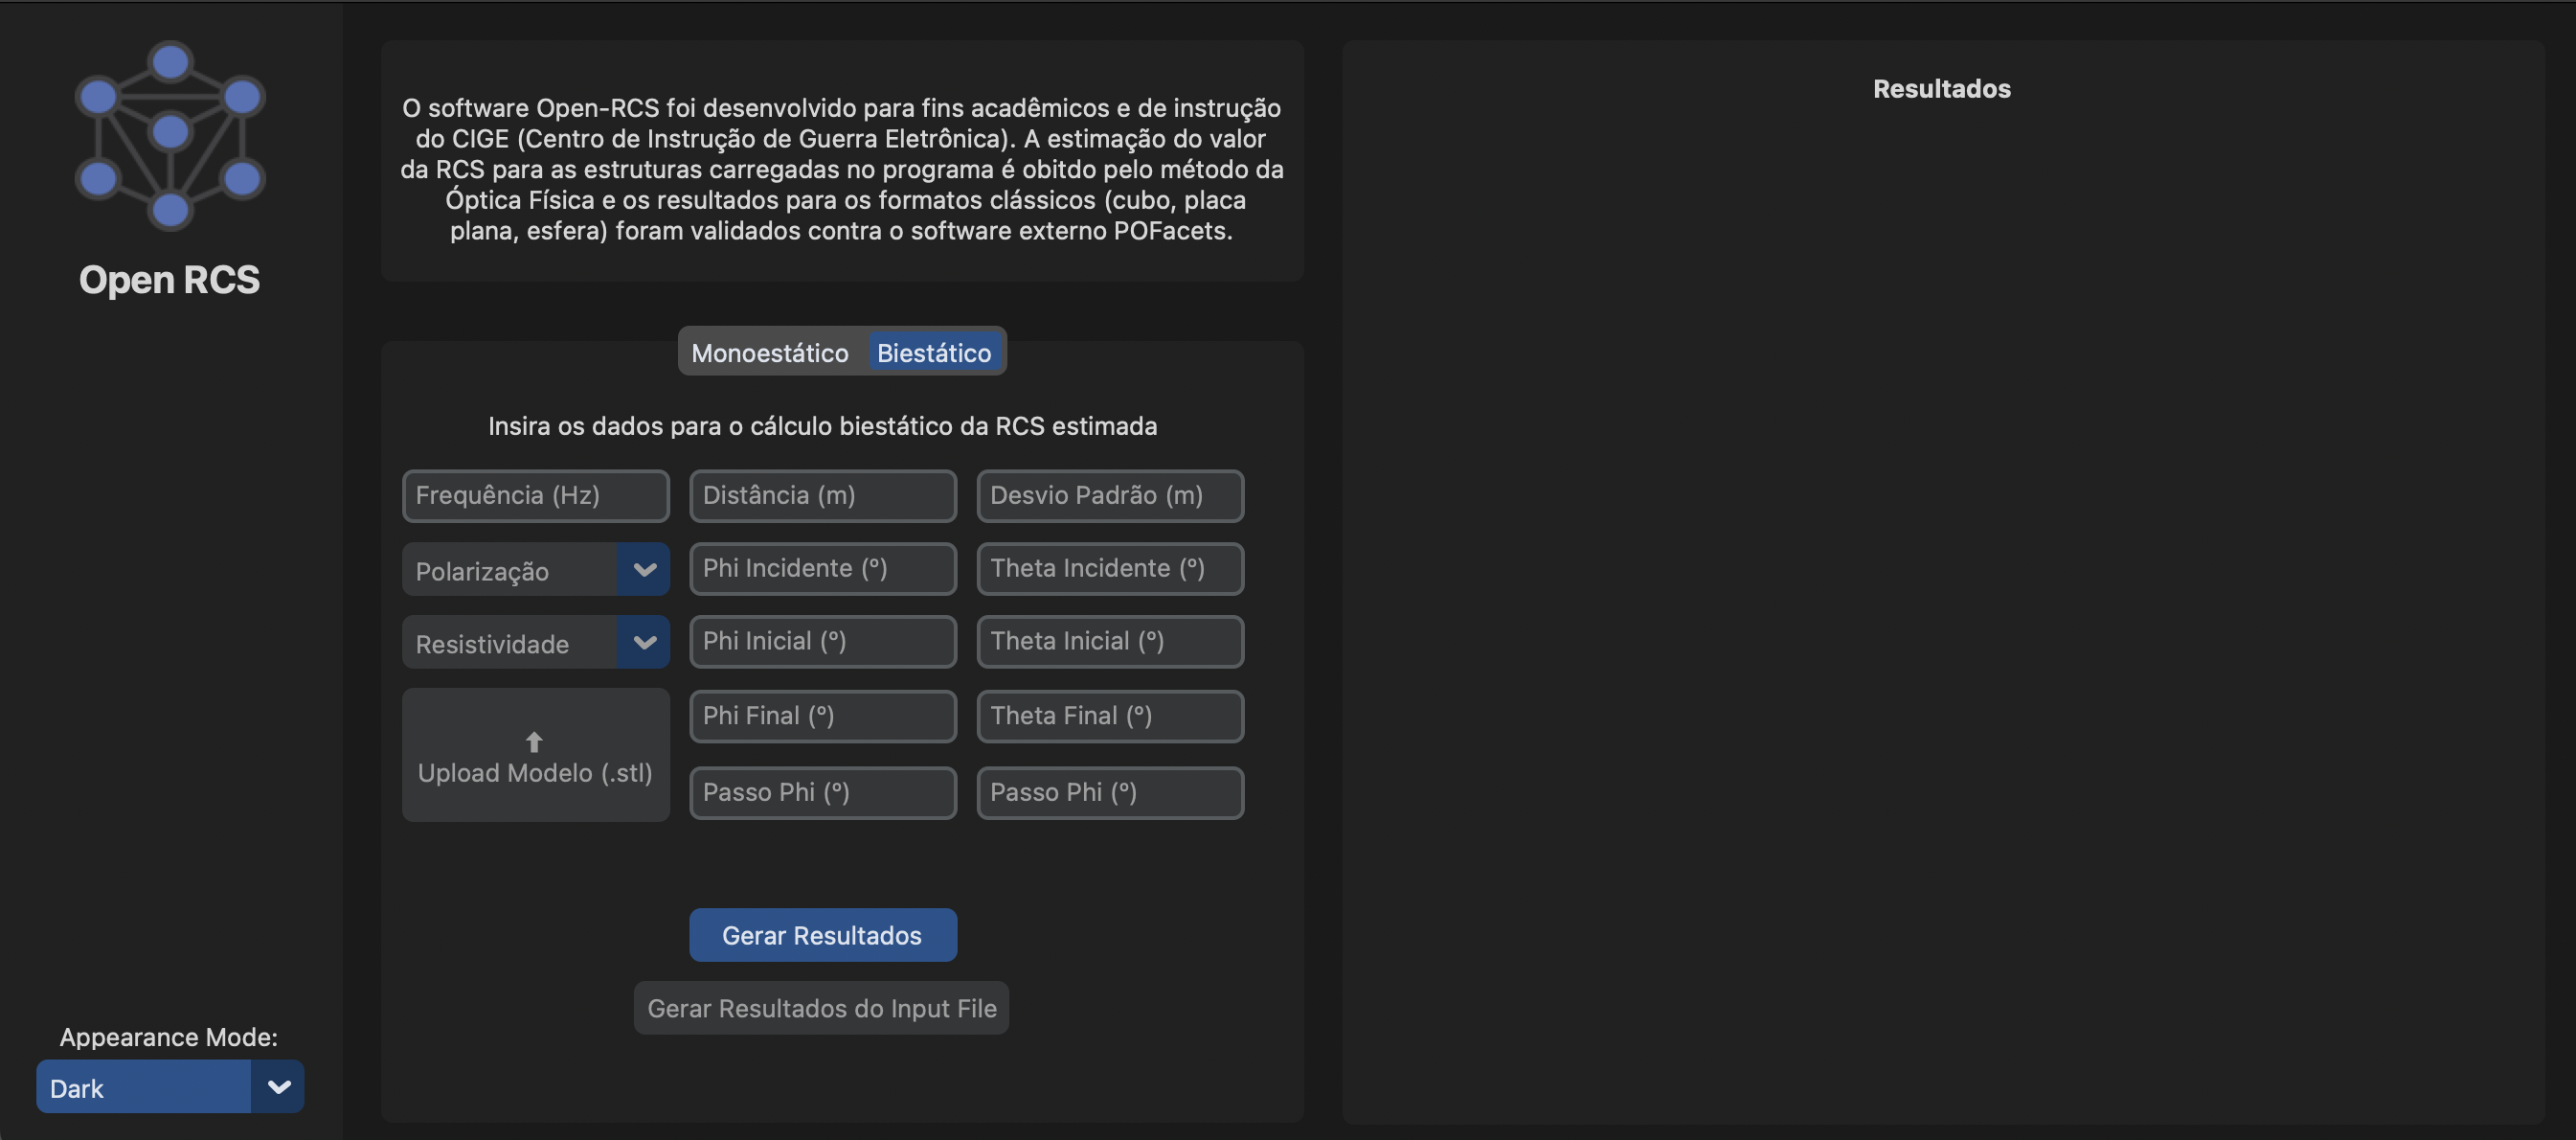 Open RCS
Appearance Mode:
Dark
O software Open-RCS foi desenvolvido para fins acadêmicos e de instrução
do CIGE (Centro de Instrução de Guerra Eletrônica). A estimação do valor
da RCS para as estruturas carregadas no programa é obitdo pelo método da
Óptica Física e os resultados para os formatos clássicos (cubo, placa
plana, esfera) foram validados contra o software externo POFacets.
Monoestático Biestático
Insira os dados para o cálculo biestático da RCS estimada
Frequência (Hz) Distância (m) Desvio Padrão (m)
Polarização Phi Incidente (°) Theta Incidente (°)
Resistividade Phi Inicial (°) Theta Inicial (°)
Phi Final (°) Theta Final (°)
Upload Modelo (.stl)
Passo Phi (°) Passo Phi (°)
Gerar Resultados
Gerar Resultados do Input File
Resultados